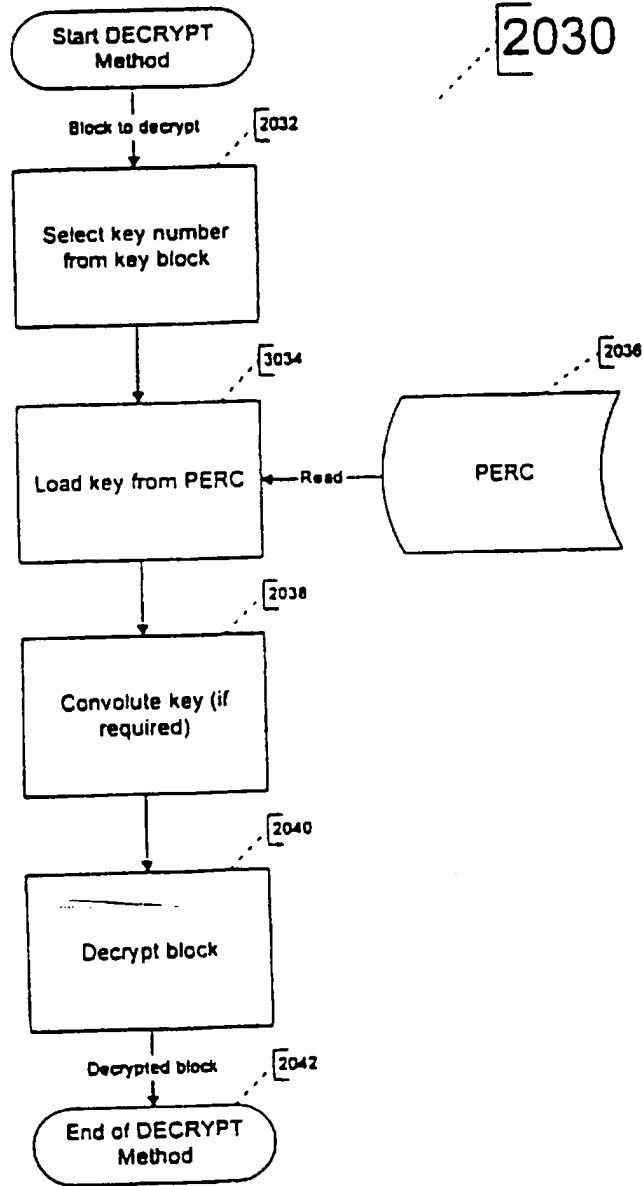 Start DECRYPT
Method
2030
Block to decrypt
2032
Select key number
from key block
3034
2036
Load key from PERC
Read
PERC
2038
Convolute key (if
required)
2040
Decrypt block
Decrypted block
2042
End of DECRYPT
Method